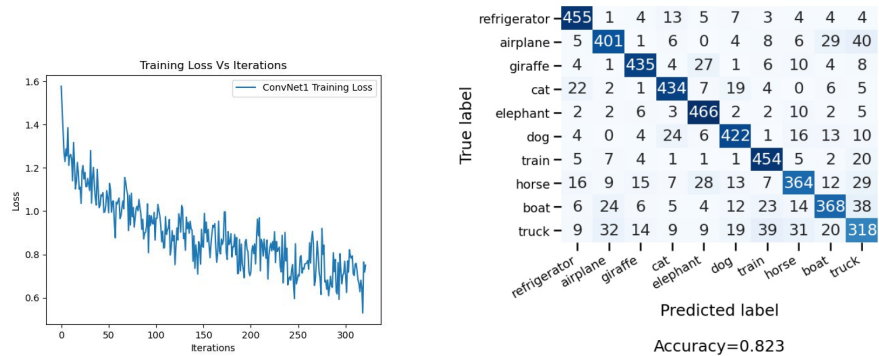 Training Loss Vs Iterations
ConvNet1 Training Loss
Loss
1.6
1.4
1.2
1.0
0.8
0.6
0 50 100 150 200 250 300
Iterations
True label
refrigerator 455 1 4 13 5 7 3 4 4 4
airplane 5 401 1 6 0 4 8 6 29 40
giraffe 4 1 435 4 27 1 6 10 4 8
cat 22 2 1 434 7 19 4 0 6 5
elephant 2 2 6 3 466 2 2 10 2 5
dog 4 0 4 24 6 422 1 16 13 10
train 5 7 4 1 1 1 454 5 2 20
horse 16 9 15 7 28 13 7 364 12 29
boat 6 24 6 5 4 12 23 14 368 38
truck 9 32 14 9 9 19 39 31 20 318
refrigerator airplane giraffe cat elephant dog train horse boat truck
Predicted label
Accuracy=0.823